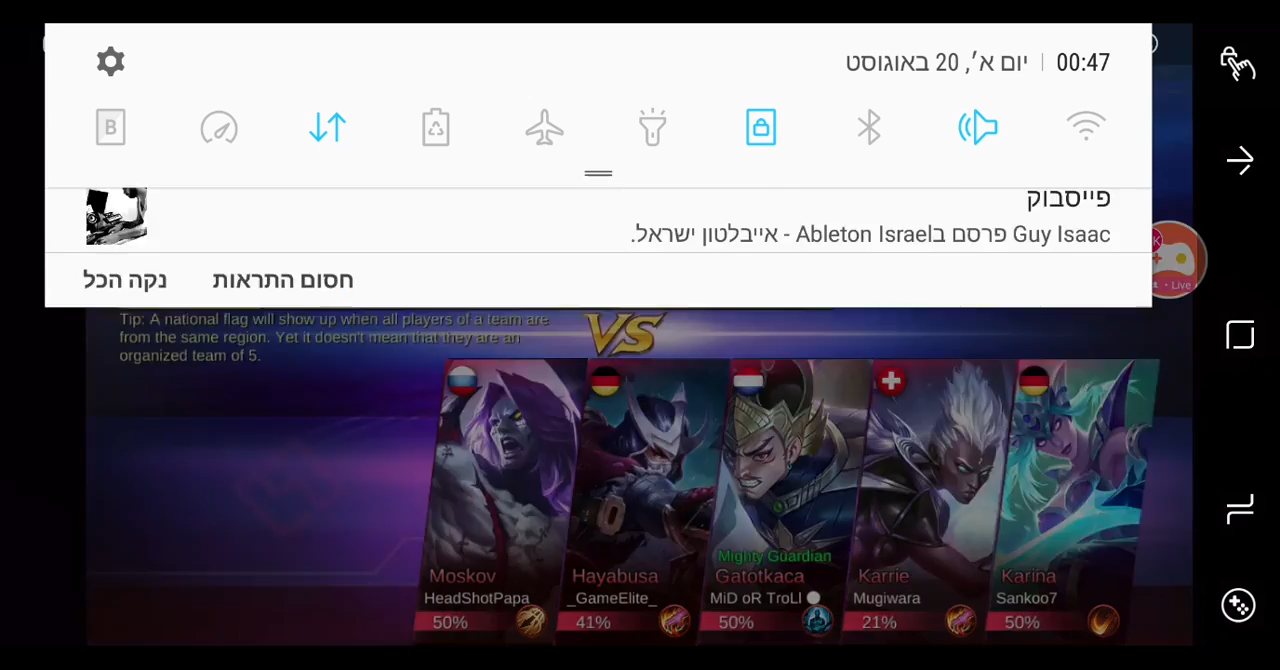 00:47 | יום א׳, 20 באוגוסט
B
פייסבוק
Guy Isaac פרסם בAbleton Israel - אייבלטון ישראל.
חסום התראות
נקה הכל
K
• Live
Tip: A national flag will show up when all players of a team are
from the same region. Yet it doesn't mean that they are an
organized team of 5.
VS
Moskov
HeadShotPapa
50%
Hayabusa
_GameElite_
41%
Mighty Guardian
Gatotkaca
MiD oR TroLl
50%
Karrie
Mugiwara
21%
Karina
Sankoo7
50%